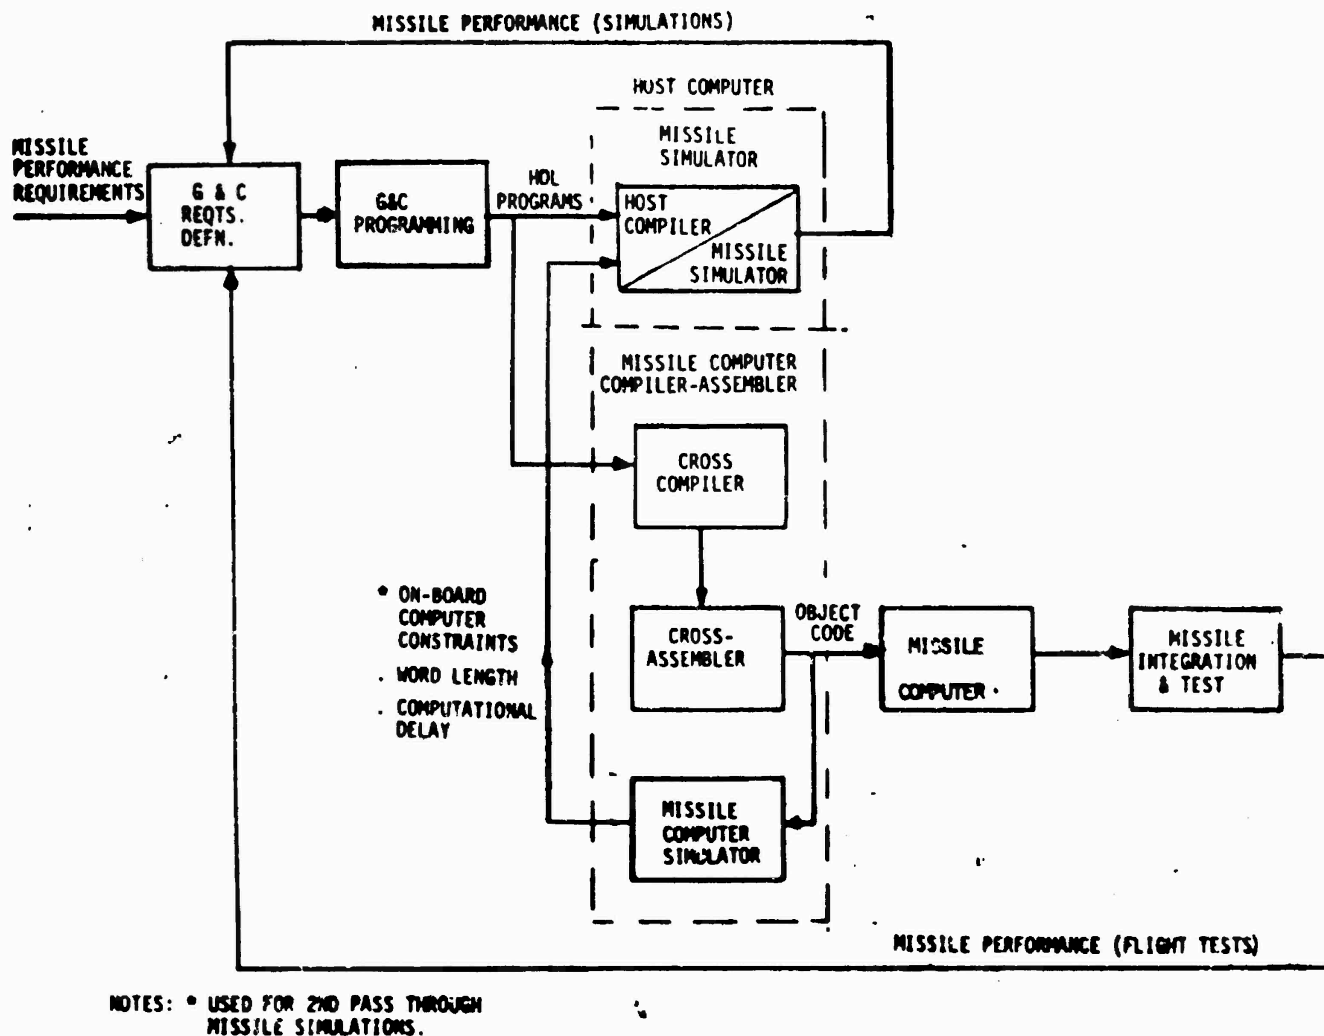 MISSILE PERFORMANCE (SIMULATIONS)
HOST COMPUTER
MISSILE
PERFORMANCE
REQUIREMENTS
G & C
REQTS.
DEFN.
G&C
PROGRAMMING
HOL
PROGRAMS
MISSILE
SIMULATOR
HOST
COMPILER
MISSILE
SIMULATOR
MISSILE COMPUTER
COMPILER-ASSEMBLER
CROSS
COMPILER
* ON-BOARD
COMPUTER
CONSTRAINTS
. WORD LENGTH
. COMPUTATIONAL
DELAY
CROSS-
ASSEMBLER
OBJECT
CODE
MISSILE
COMPUTER
MISSILE
INTEGRATION
& TEST
MISSILE
COMPUTER
SIMULATOR
MISSILE PERFORMANCE (FLIGHT TESTS)
NOTES: * USED FOR 2ND PASS THROUGH
MISSILE SIMULATIONS.